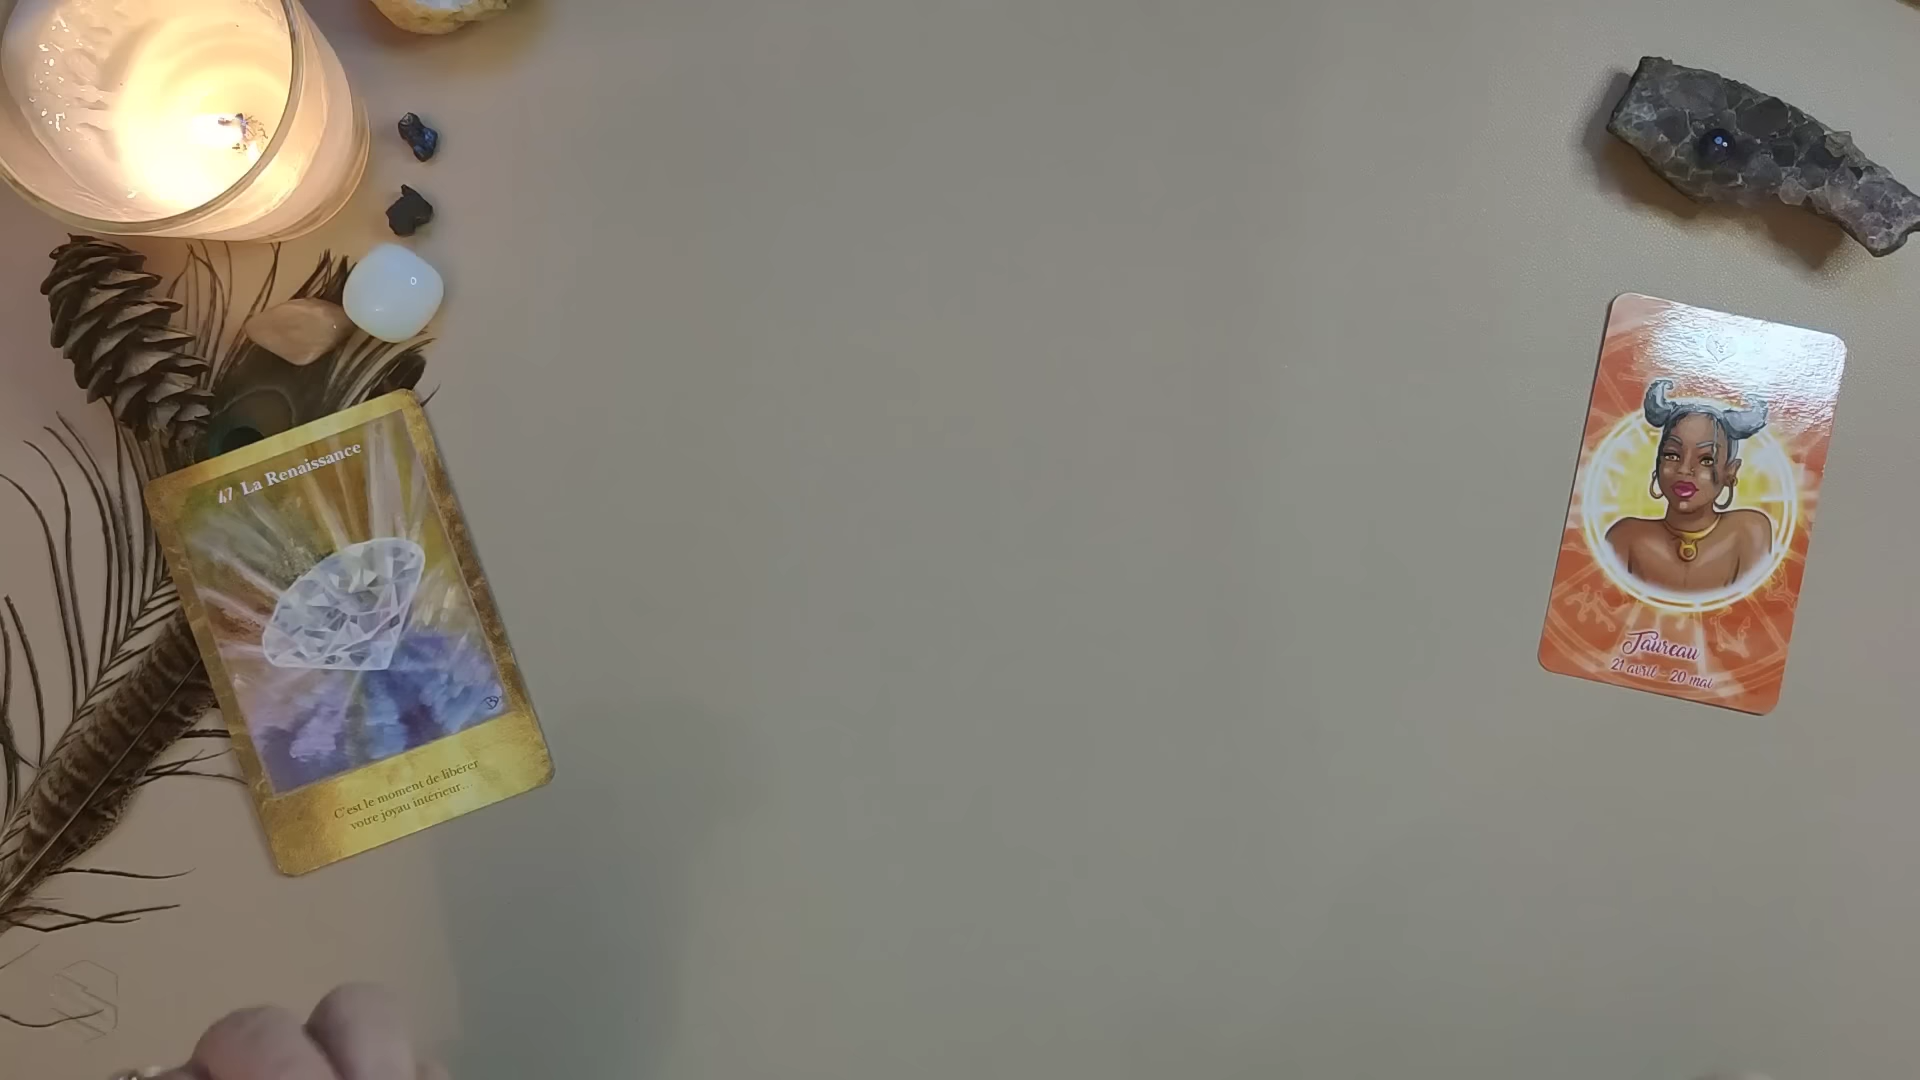 47 La Renaissance
C'est le moment de libérer
votre joyau intérieur...
Taureau
21 avril - 20 mai